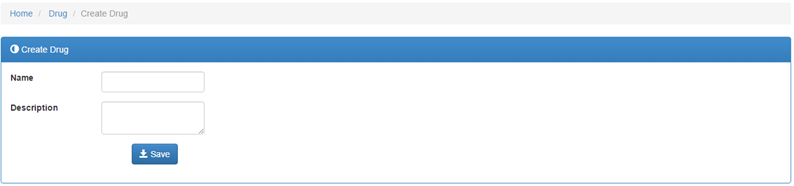 Home / Drug / Create Drug
Create Drug
Name
Description
Save